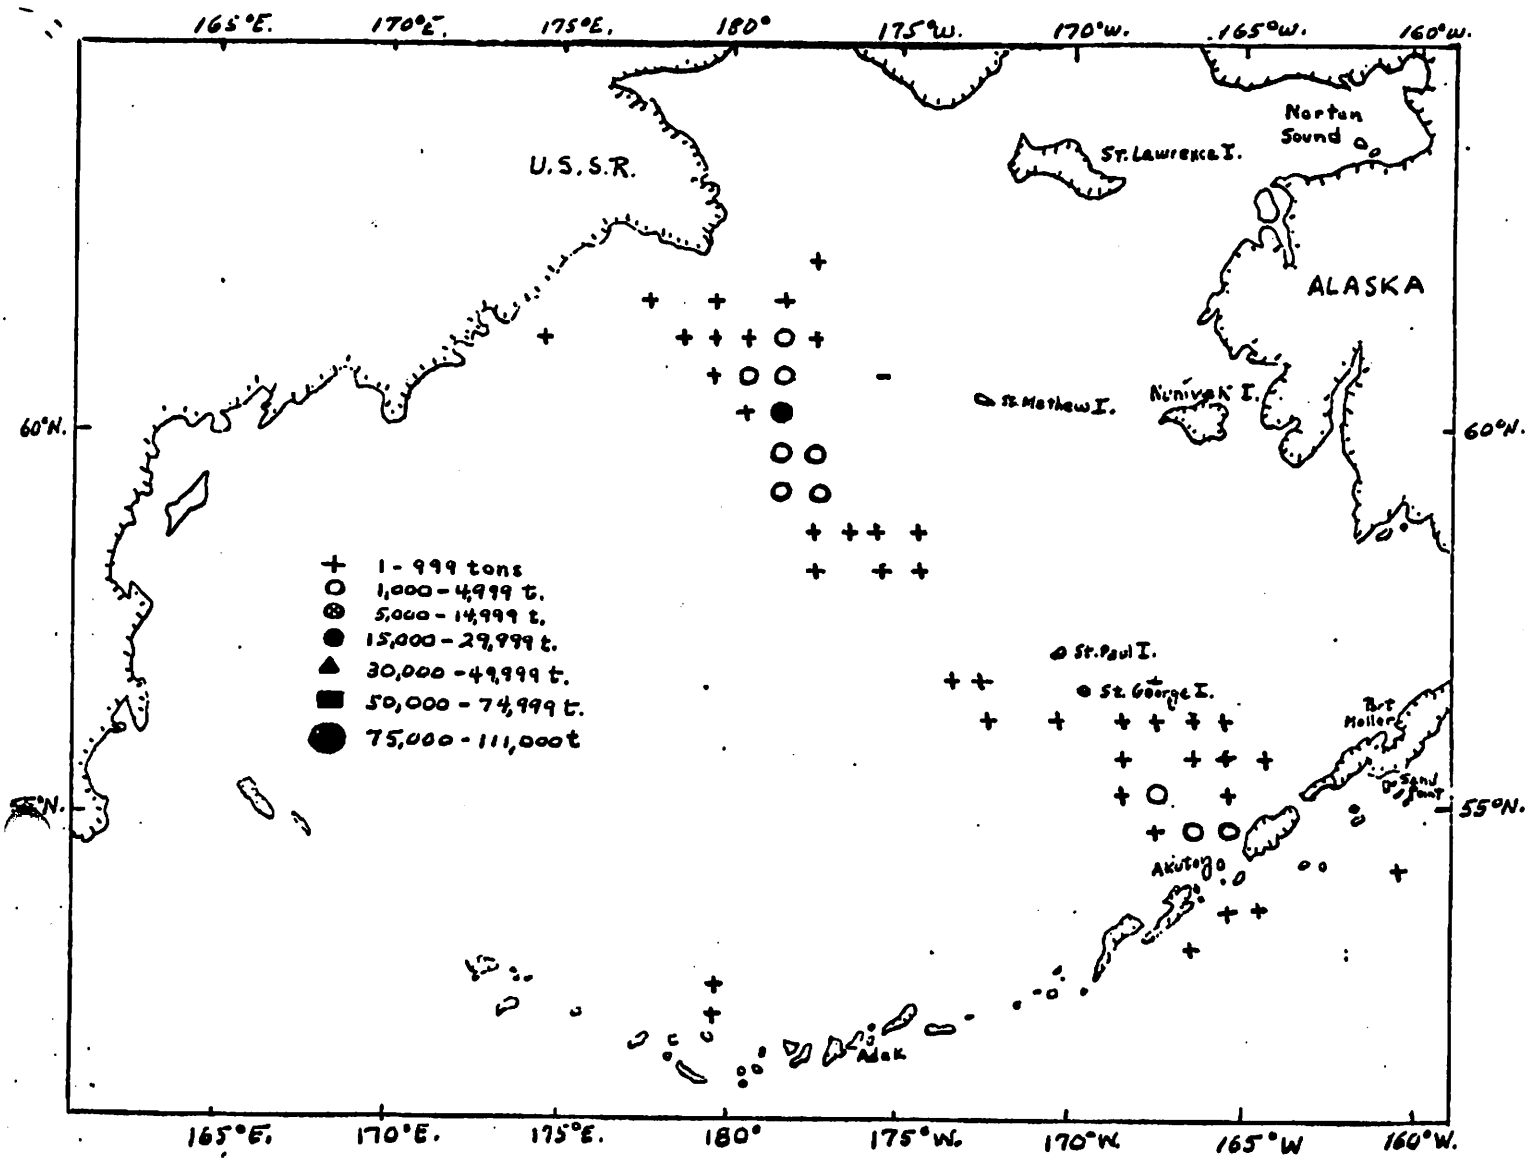 165°E. 170°E. 175°E. 180° 175°W. 170°W. 165°W. 160°W.
Norton
Sound
St. Lawrence I.
U.S.S.R.
ALASKA
St. Mathew I.
Nunivak I.
60°N.
60°N.
+ 1 - 999 tons
1,000 - 4,999 t.
5,000 - 14,999 t.
15,000 - 29,999 t.
30,000 - 49,999 t.
50,000 - 74,999 t.
75,000 - 111,000 t
St. Paul I.
St. George I.
Port
Moller
Sand
Point
55°N.
55°N.
Adak
165°E. 170°E. 175°E. 180° 175°W. 170°W. 165°W 160°W.